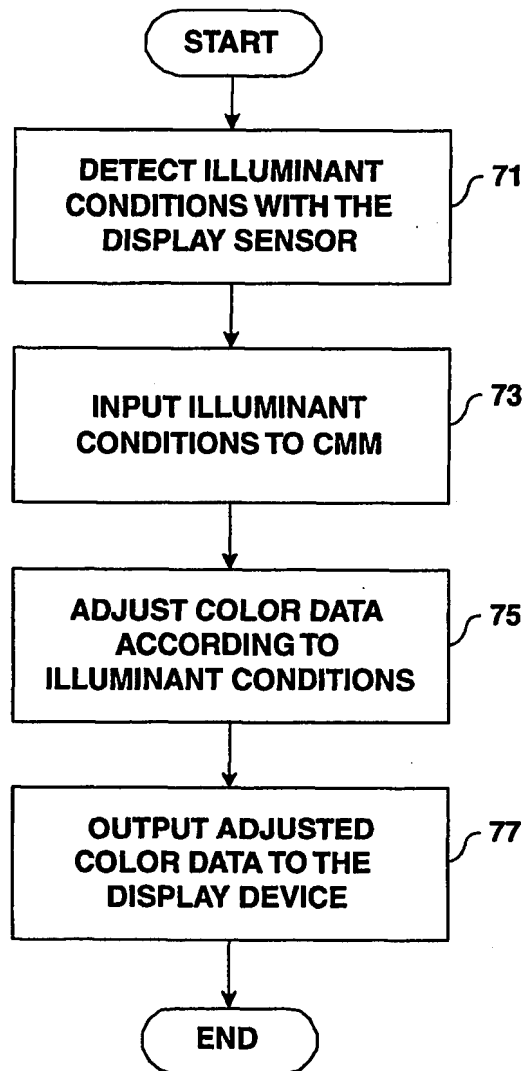 START
DETECT ILLUMINANT
CONDITIONS WITH THE
DISPLAY SENSOR
71
INPUT ILLUMINANT
CONDITIONS TO CMM
73
ADJUST COLOR DATA
ACCORDING TO
ILLUMINANT CONDITIONS
75
OUTPUT ADJUSTED
COLOR DATA TO THE
DISPLAY DEVICE
77
END